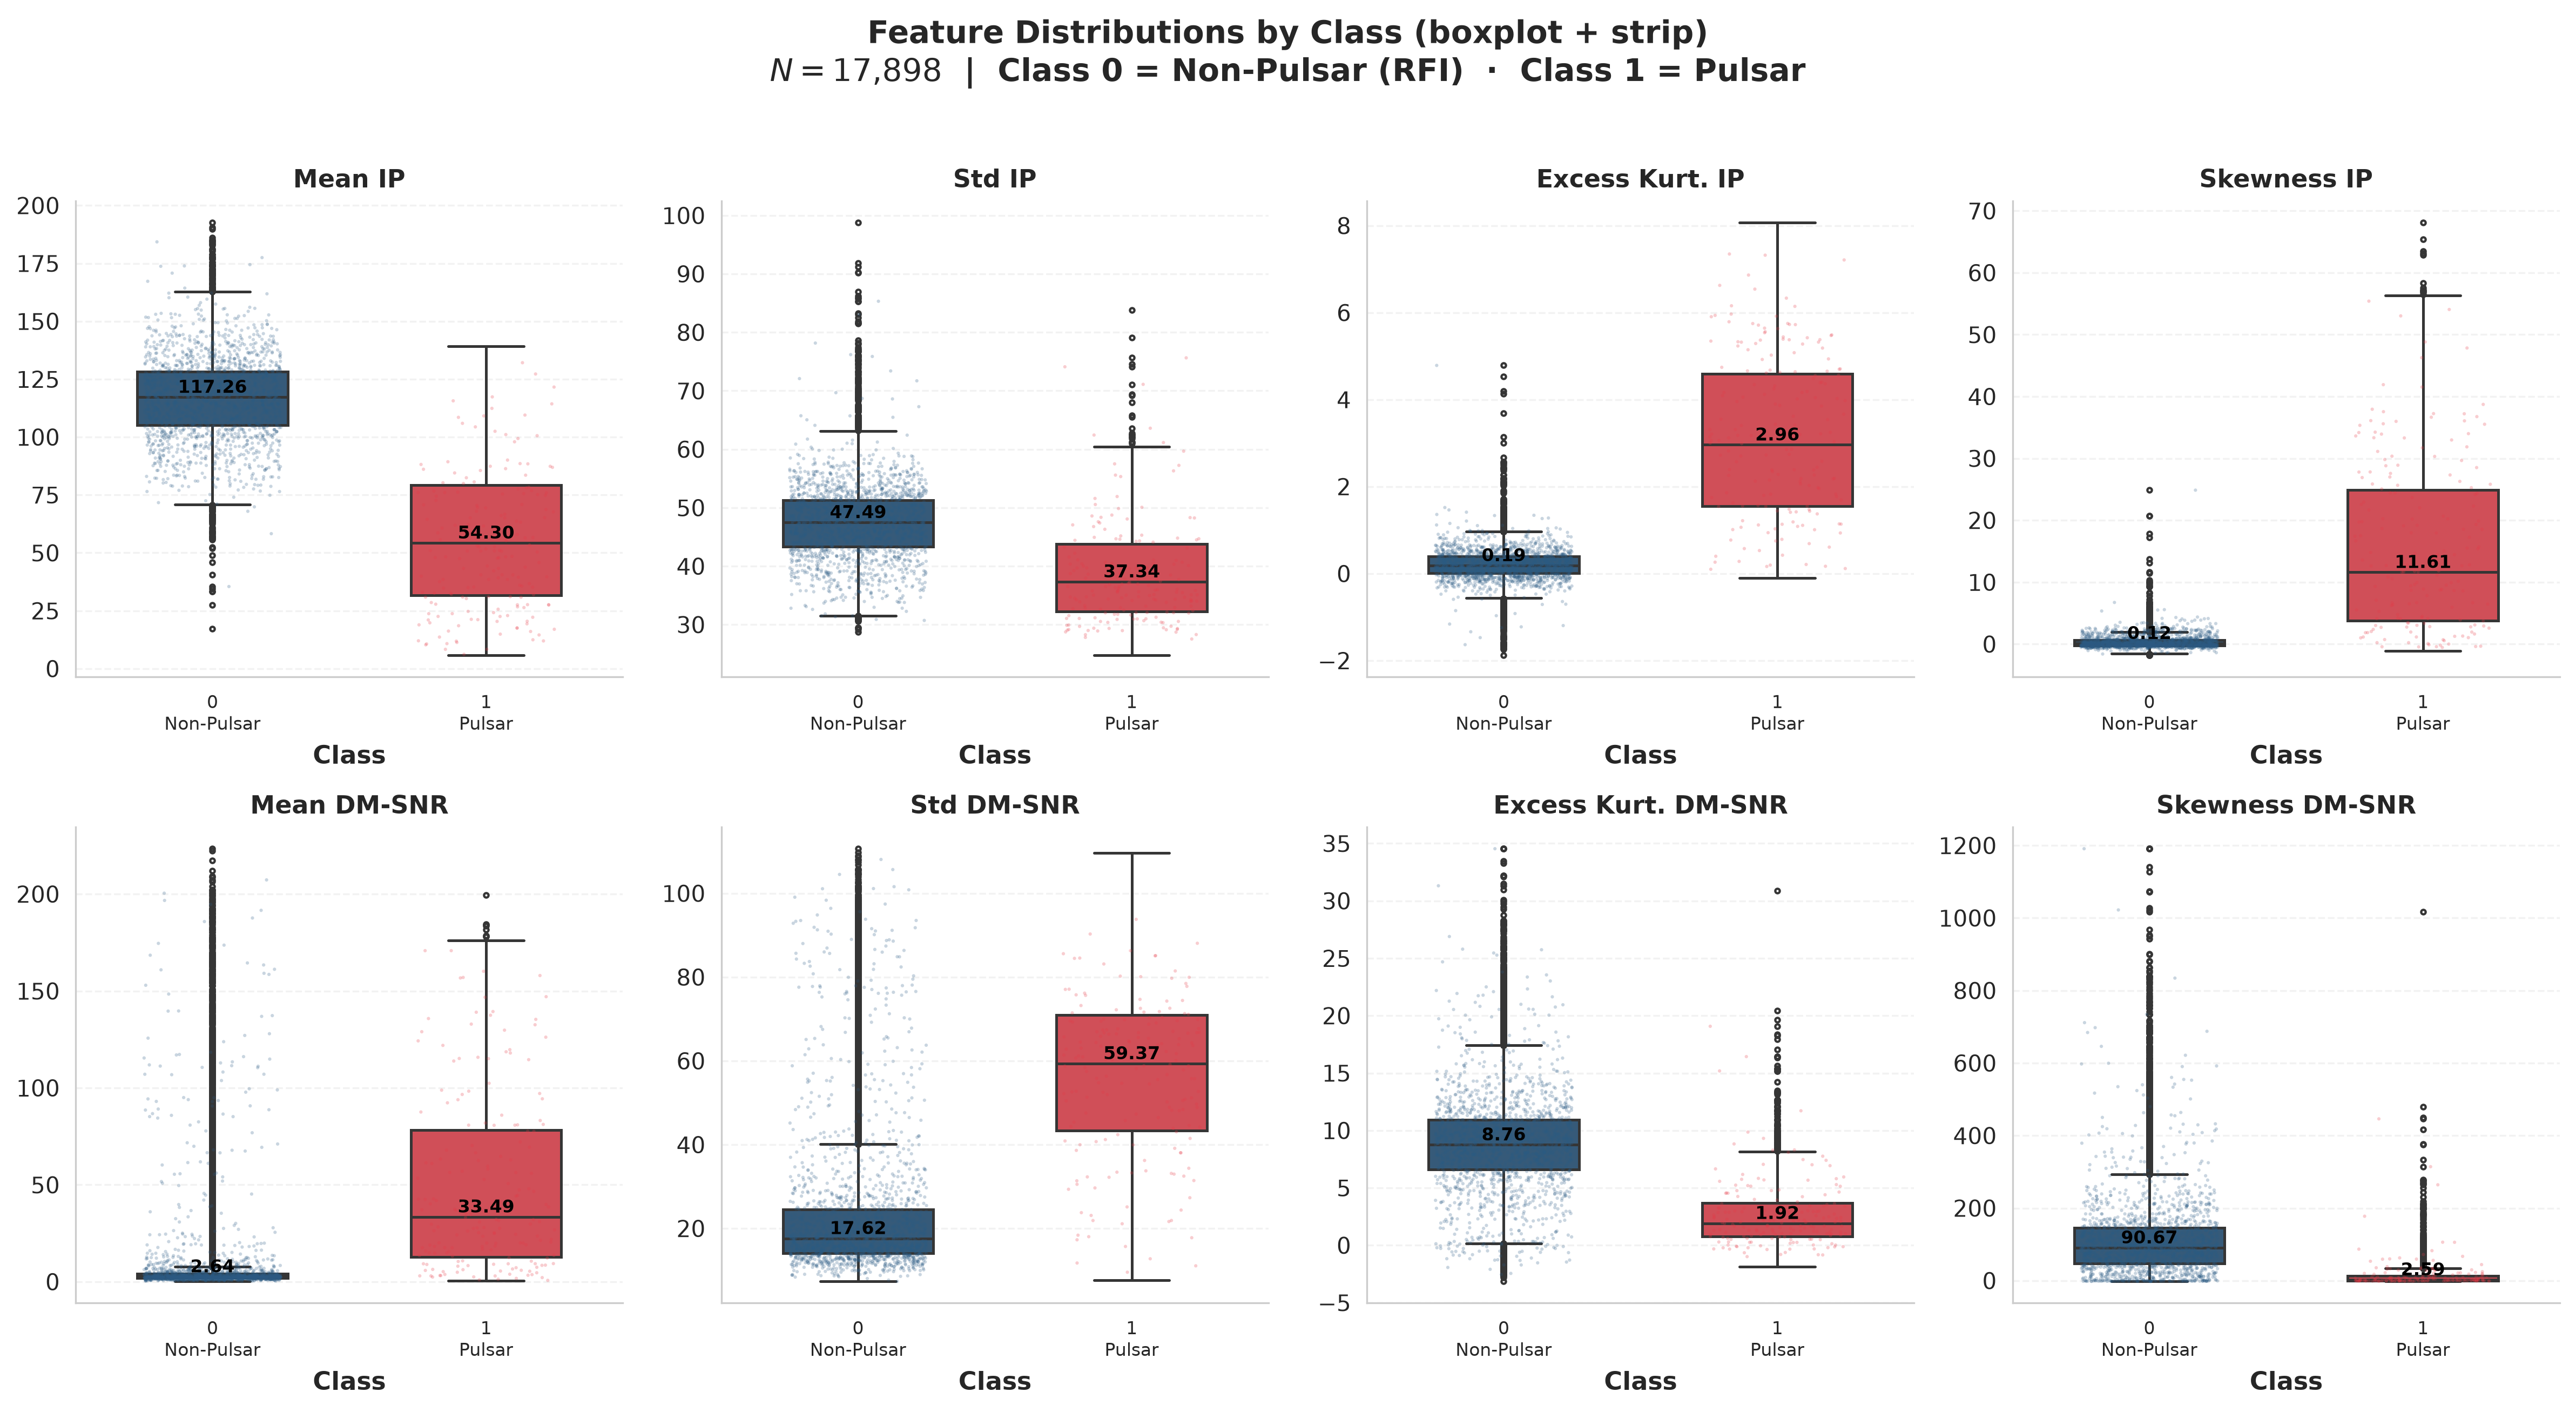 Feature Distributions by Class (boxplot + strip)
N = 17,898 | Class 0 = Non-Pulsar (RFI) · Class 1 = Pulsar
Mean IP
200
175
150
125
100
75
50
25
0
117.26
54.30
0
Non-Pulsar
1
Pulsar
Class
Std IP
100
90
80
70
60
50
40
30
47.49
37.34
0
Non-Pulsar
1
Pulsar
Class
Excess Kurt. IP
8
6
4
2
0
−2
0.19
2.96
0
Non-Pulsar
1
Pulsar
Class
Skewness IP
70
60
50
40
30
20
10
0
0.12
11.61
0
Non-Pulsar
1
Pulsar
Class
Mean DM-SNR
200
150
100
50
0
2.64
33.49
0
Non-Pulsar
1
Pulsar
Class
Std DM-SNR
100
80
60
40
20
17.62
59.37
0
Non-Pulsar
1
Pulsar
Class
Excess Kurt. DM-SNR
35
30
25
20
15
10
5
0
−5
8.76
1.92
0
Non-Pulsar
1
Pulsar
Class
Skewness DM-SNR
1200
1000
800
600
400
200
0
90.67
2.59
0
Non-Pulsar
1
Pulsar
Class